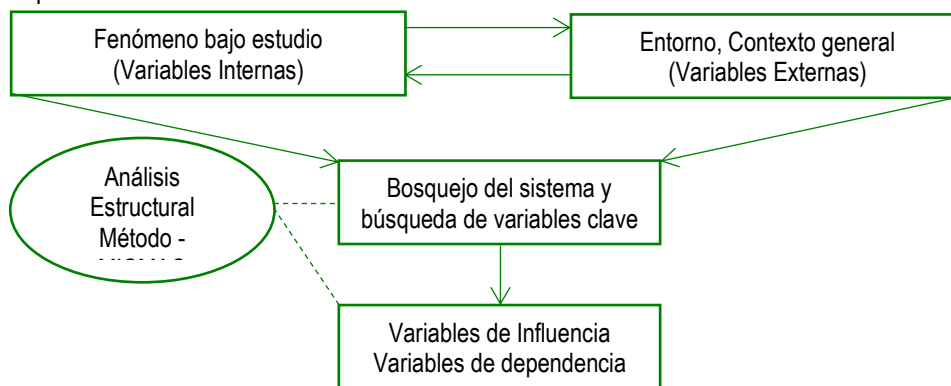 Fenómeno bajo estudio
(Variables Internas)
Entorno, Contexto general
(Variables Externas)
Análisis
Estructural
Método -
Bosquejo del sistema y
búsqueda de variables clave
Variables de Influencia
Variables de dependencia